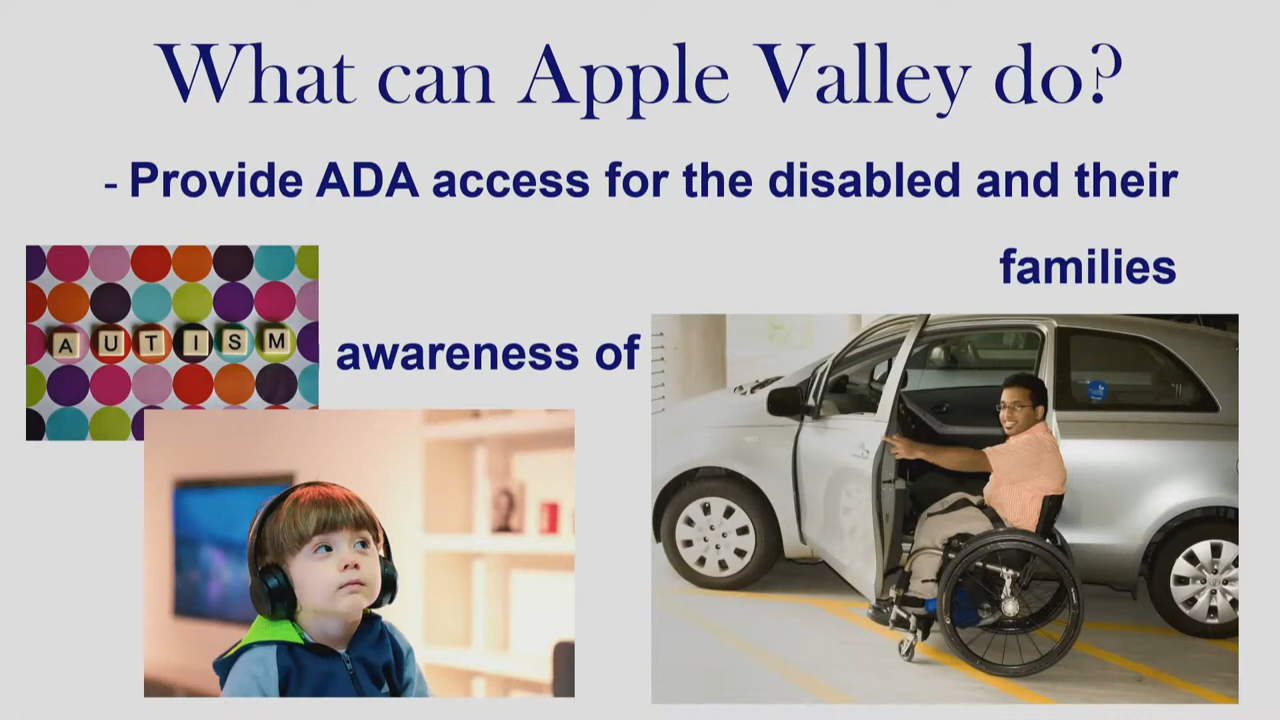 What can Apple Valley do?
- Provide ADA access for the disabled and their
families
AUTISM
awareness of